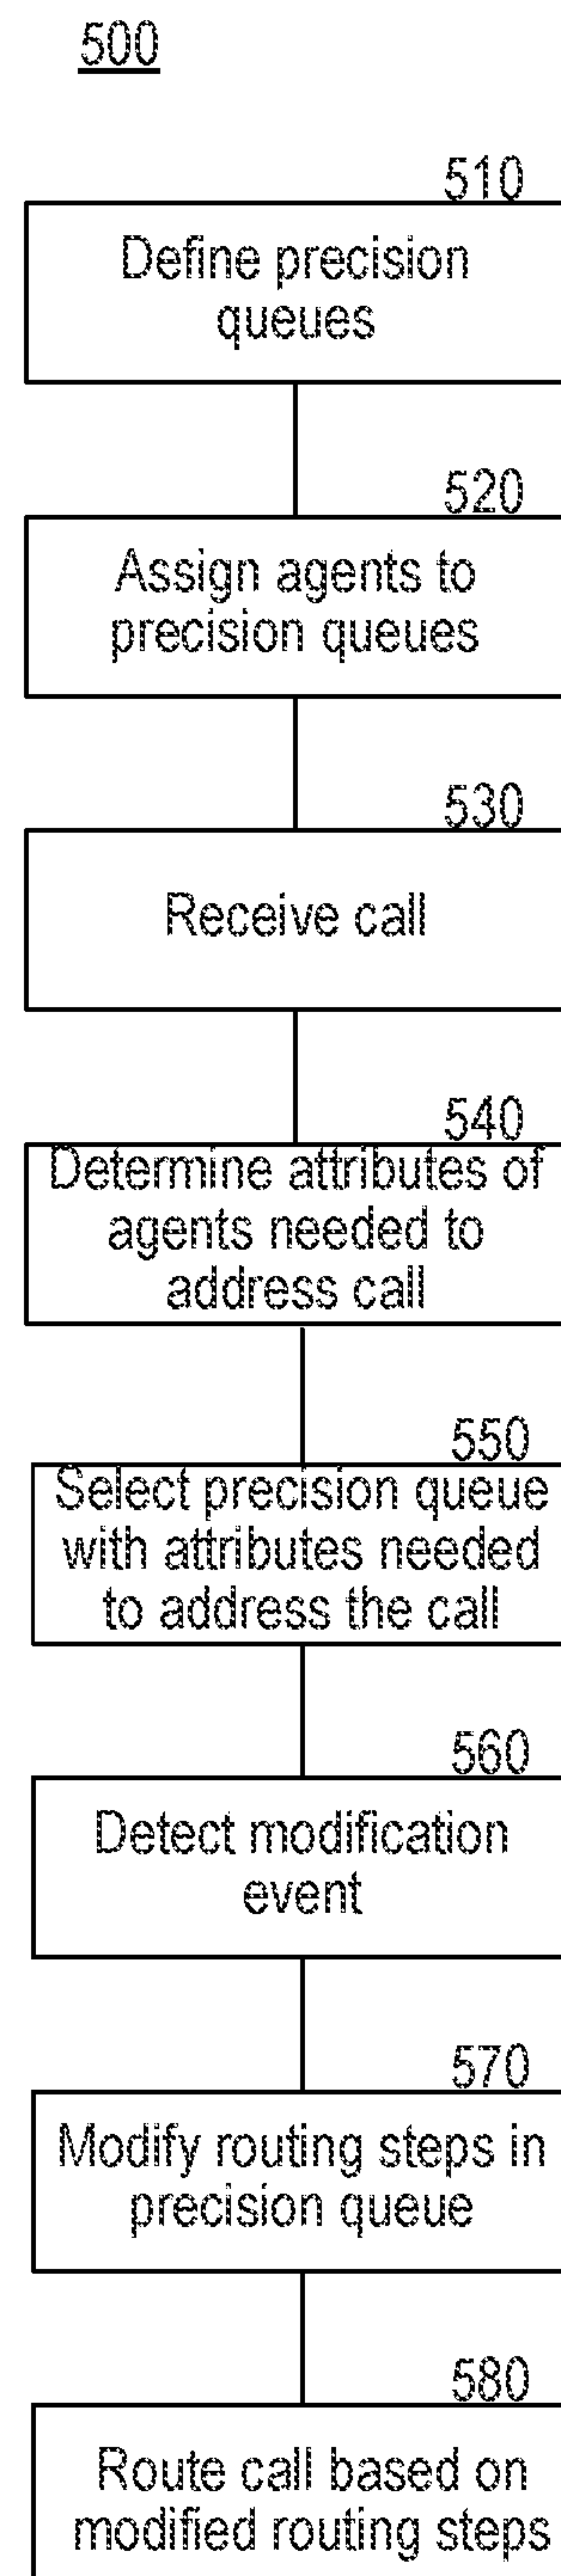 500
510
Define precision
queues
520
Assign agents to
precision queues
530
Receive call
540
Determine attributes of
agents needed to
address call
550
Select precision queue
with attributes needed
to address the call
560
Detect modification
event
570
Modify routing steps in
precision queue
580
Route call based on
modified routing steps